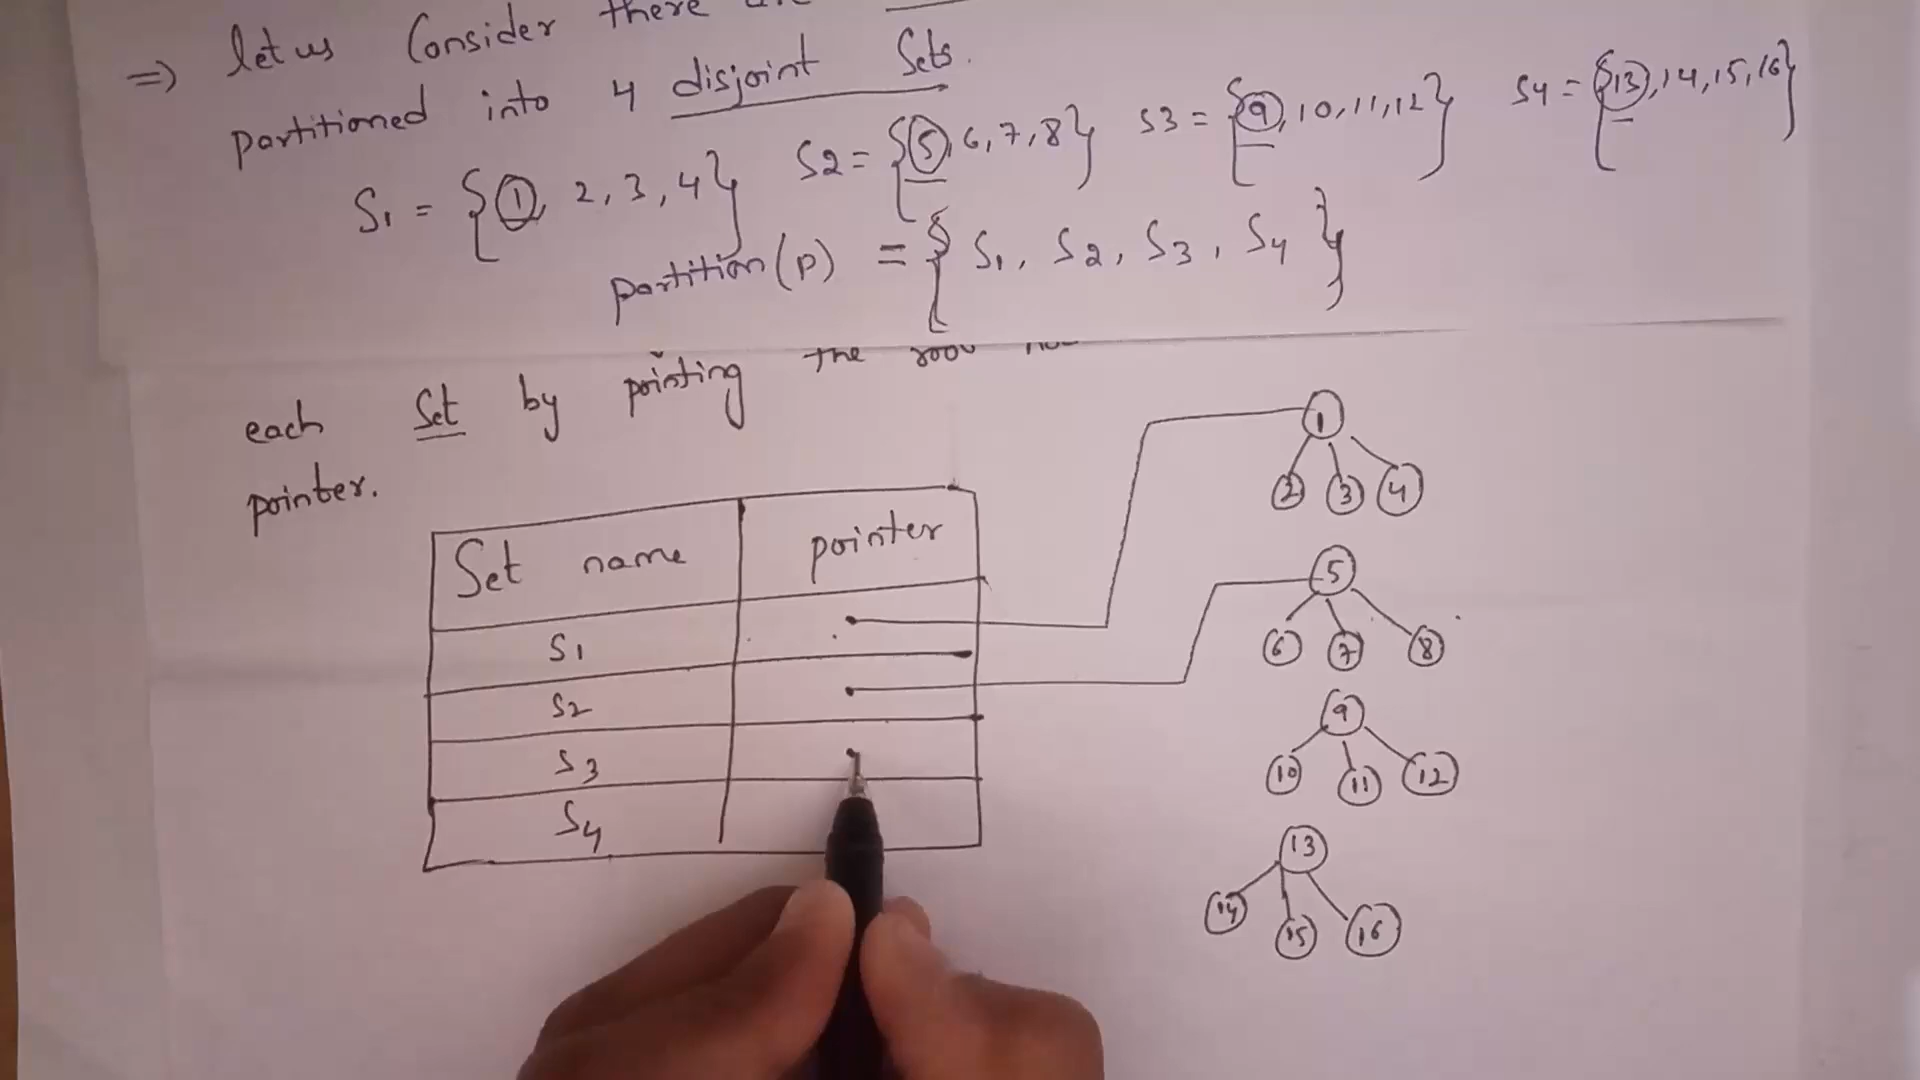 => let us Consider there
partitioned into 4 disjoint Sets.
S1 = {1, 2, 3, 4} S2 = {5, 6, 7, 8} S3 = {9, 10, 11, 12} S4 = {13, 14, 15, 16}
partition(p) = { S1, S2, S3, S4 }
each Set by pointing the
pointer.
Set name pointer
S1
S2
S3
S4
1
2 3 4
5
6 7 8
9
10 11 12
13
14 15 16